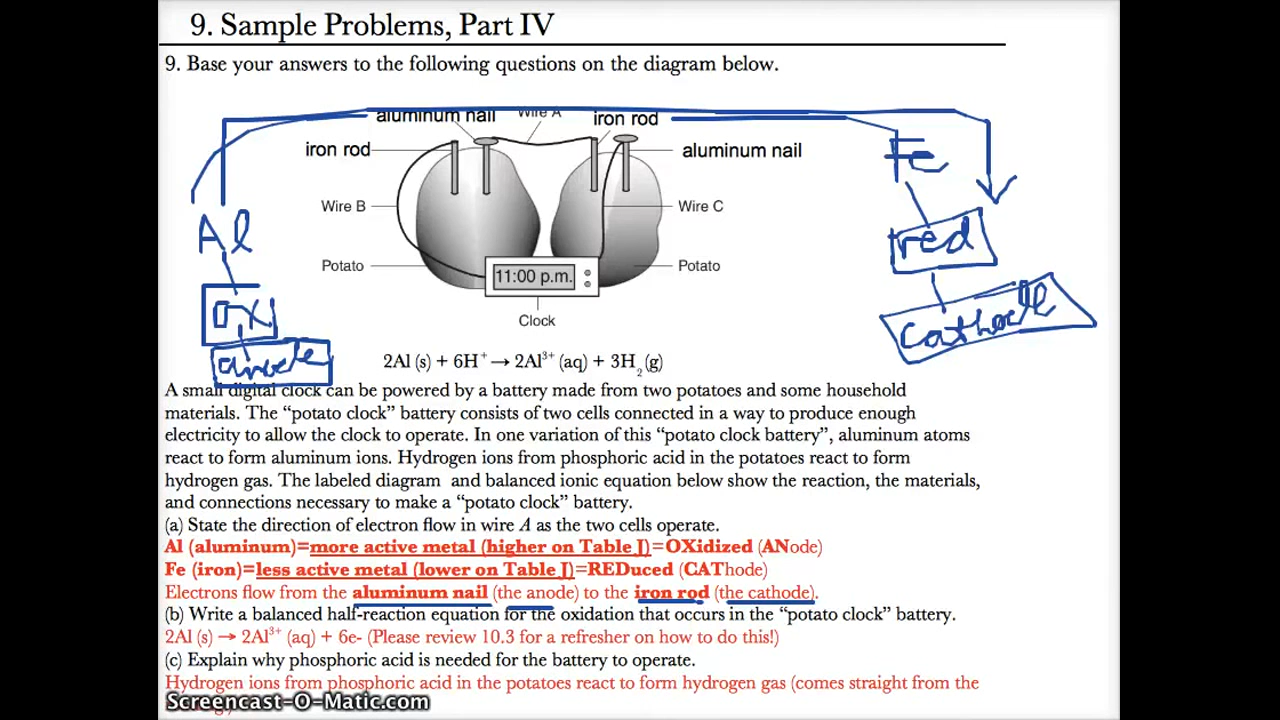 9. Sample Problems, Part IV
9. Base your answers to the following questions on the diagram below.
aluminum nail
Wire A
iron rod
iron rod
aluminum nail
Fe
Wire B
Wire C
Al
red
Potato
Potato
11:00 p.m.
ox
cathode
Clock
anode
2Al (s) + 6H⁺ → 2Al³⁺ (aq) + 3H₂ (g)
A small digital clock can be powered by a battery made from two potatoes and some household
materials. The “potato clock” battery consists of two cells connected in a way to produce enough
electricity to allow the clock to operate. In one variation of this “potato clock battery”, aluminum atoms
react to form aluminum ions. Hydrogen ions from phosphoric acid in the potatoes react to form
hydrogen gas. The labeled diagram and balanced ionic equation below show the reaction, the materials,
and connections necessary to make a “potato clock” battery.
(a) State the direction of electron flow in wire A as the two cells operate.
Al (aluminum)=more active metal (higher on Table J)=OXidized (ANode)
Fe (iron)=less active metal (lower on Table J)=REDuced (CAThode)
Electrons flow from the aluminum nail (the anode) to the iron rod (the cathode).
(b) Write a balanced half-reaction equation for the oxidation that occurs in the “potato clock” battery.
2Al (s) → 2Al³⁺ (aq) + 6e- (Please review 10.3 for a refresher on how to do this!)
(c) Explain why phosphoric acid is needed for the battery to operate.
Hydrogen ions from phosphoric acid in the potatoes react to form hydrogen gas (comes straight from the
Screencast-O-Matic.com